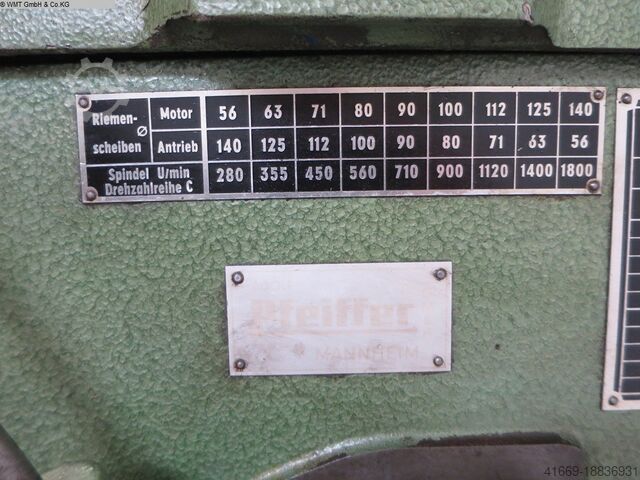 ® WMT GmbH & Co.KG
Riemen- Ø Motor 56 63 71 80 90 100 112 125 140
scheiben Antrieb 140 125 112 100 90 80 71 63 56
Spindel U/min
Drehzahlreihe C 280 355 450 560 710 900 1120 1400 1800
Pfeiffer
MANNHEIM
41669-18836931